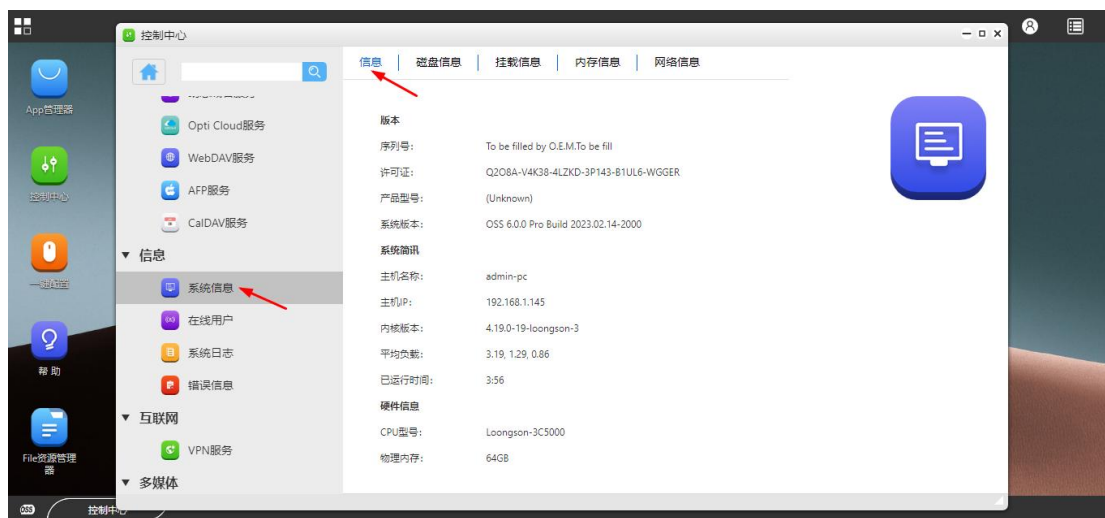 控制中心
App管理器
控制中心
帮 助
File资源管理
器
Opti Cloud服务
WebDAV服务
AFP服务
CalDAV服务
信息
系统信息
在线用户
系统日志
错误信息
互联网
VPN服务
多媒体
信息
磁盘信息
挂载信息
内存信息
网络信息
版本
序列号: To be filled by O.E.M.To be fill
许可证: Q2O8A-V4K38-4LZKD-3P143-B1UL6-WGGER
产品型号: (Unknown)
系统版本: OSS 6.0.0 Pro Build 2023.02.14-2000
系统简讯
主机名称: admin-pc
主机IP: 192.168.1.145
内核版本: 4.19.0-19-loongson-3
平均负载: 3.19, 1.29, 0.86
已运行时间: 3:56
硬件信息
CPU型号: Loongson-3C5000
物理内存: 64GB
OSS
控制中